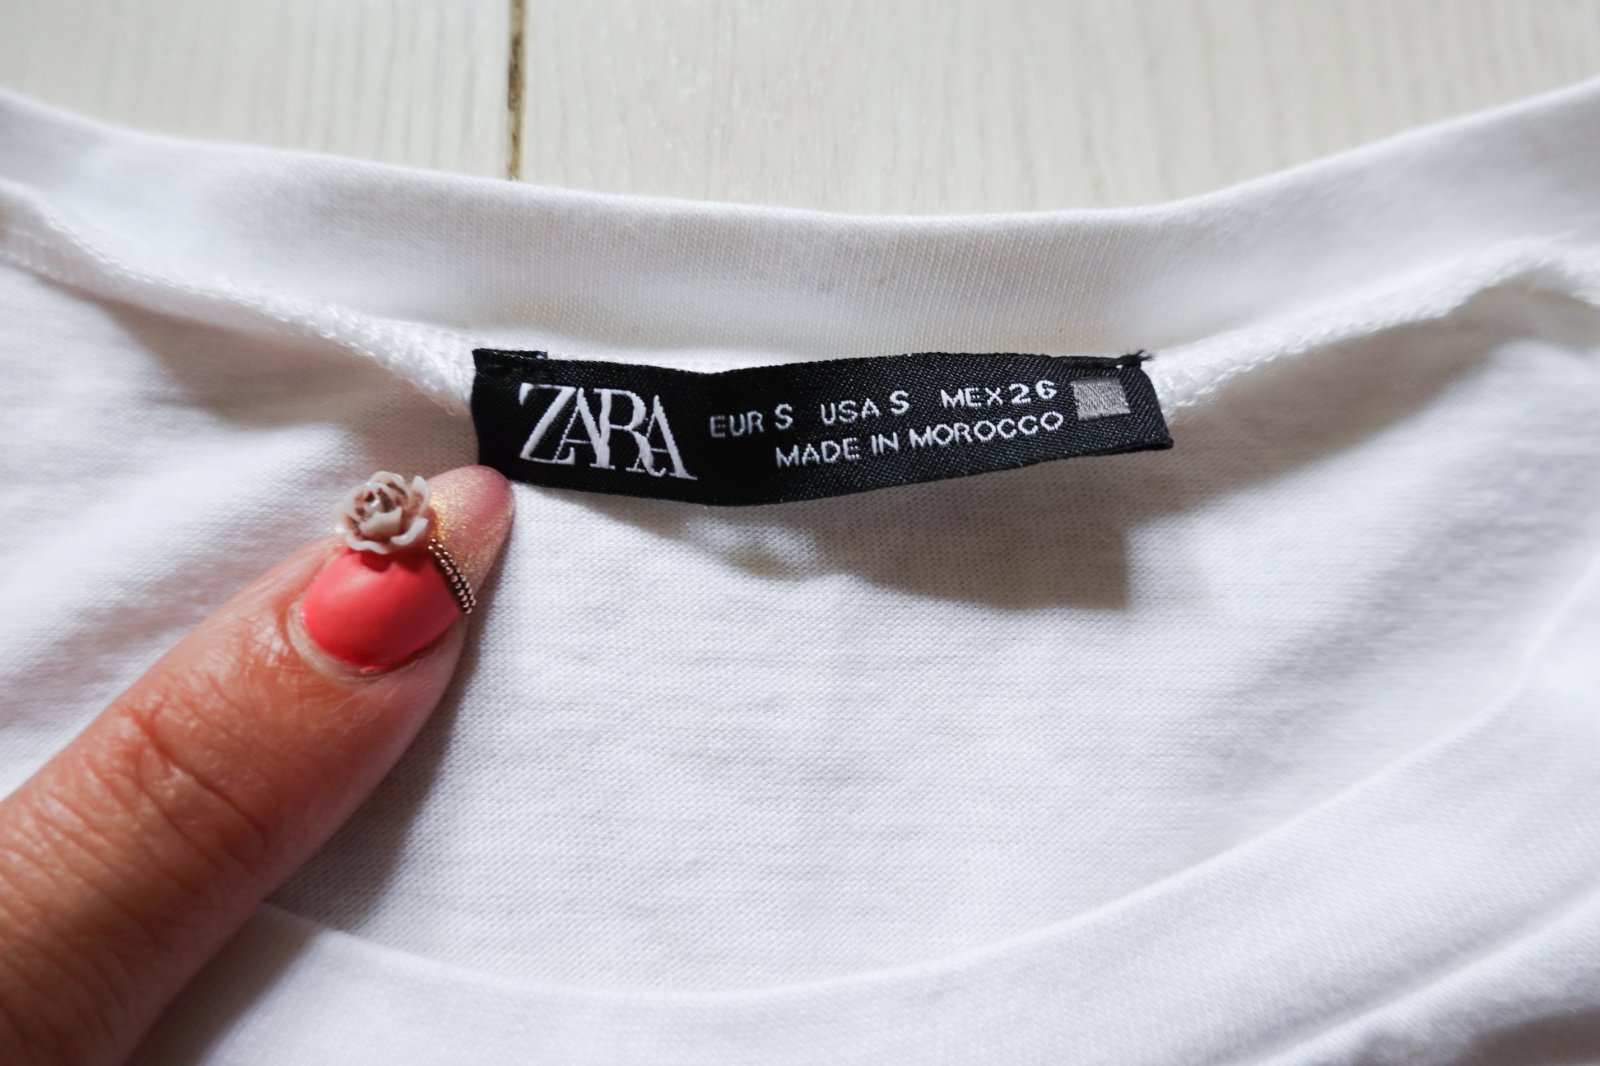 ZARA
EUR S USA S MEX 26
MADE IN MOROCCO